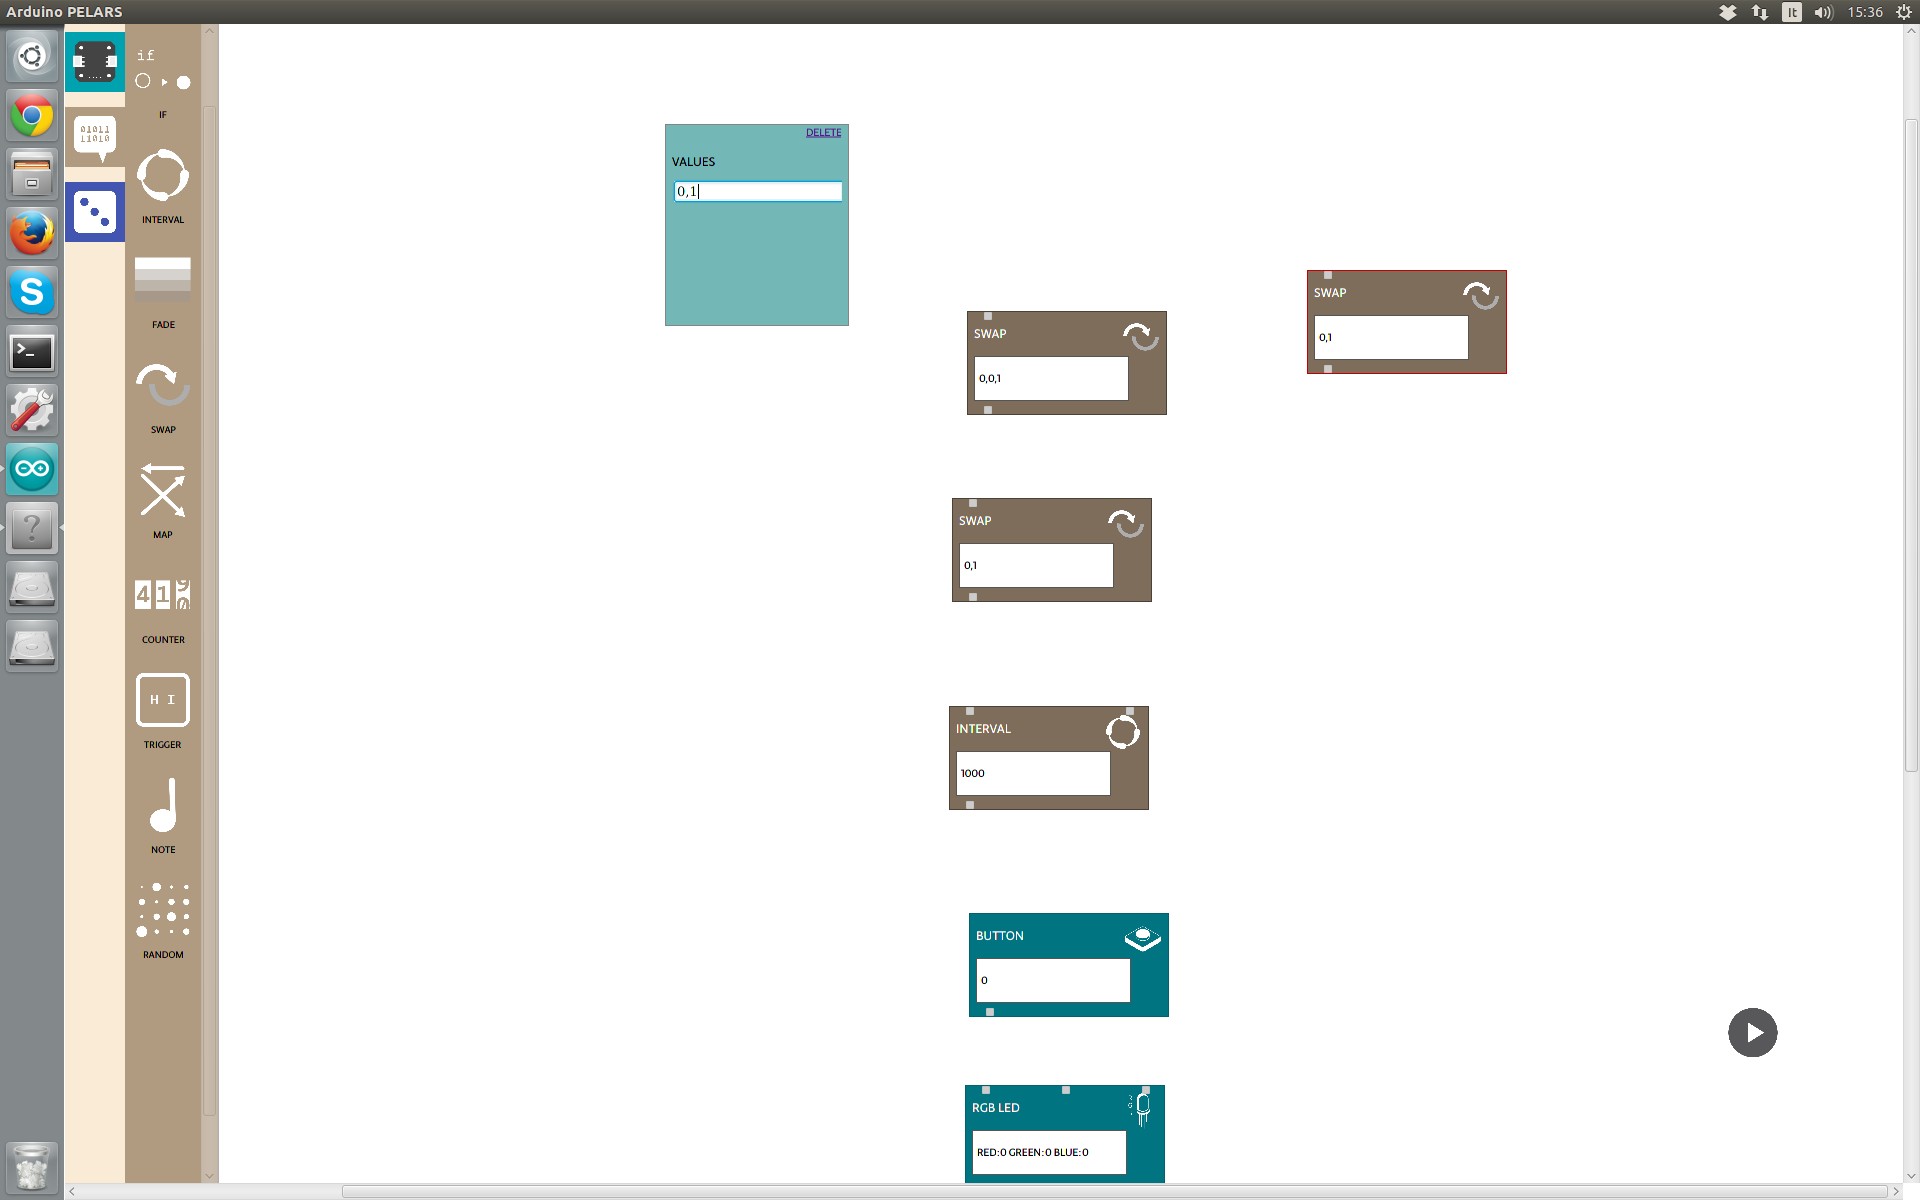 Arduino PELARS
It
15:36
if
IF
01011
11010
INTERVAL
FADE
SWAP
MAP
4 1 9
0
COUNTER
H I
TRIGGER
NOTE
RANDOM
DELETE
VALUES
0,1
SWAP
0,0,1
SWAP
0,1
SWAP
0,1
INTERVAL
1000
BUTTON
0
RGB LED
RED:0 GREEN:0 BLUE:0